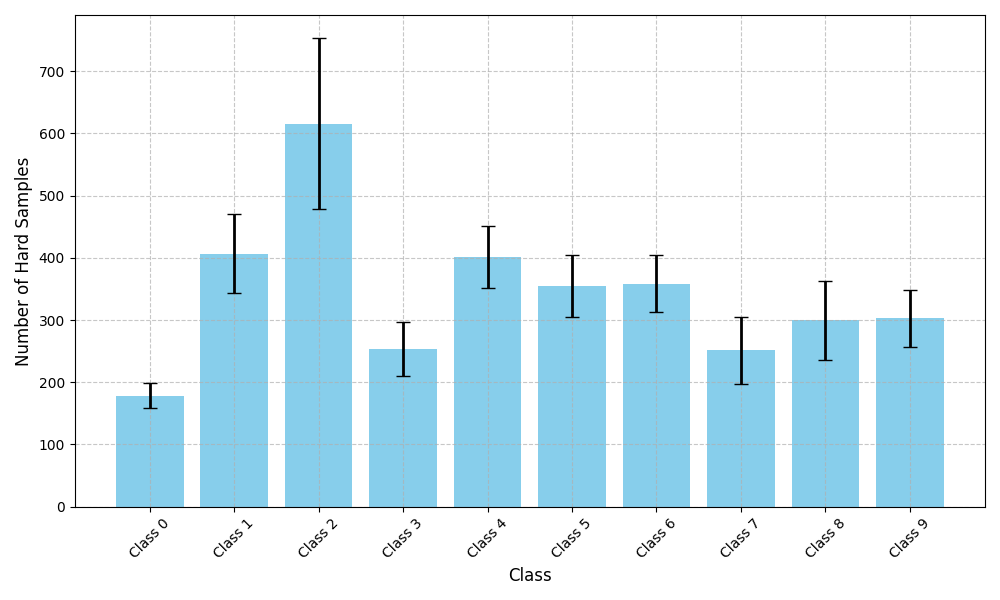 Number of Hard Samples
700
600
500
400
300
200
100
0
Class 0
Class 1
Class 2
Class 3
Class 4
Class 5
Class 6
Class 7
Class 8
Class 9
Class